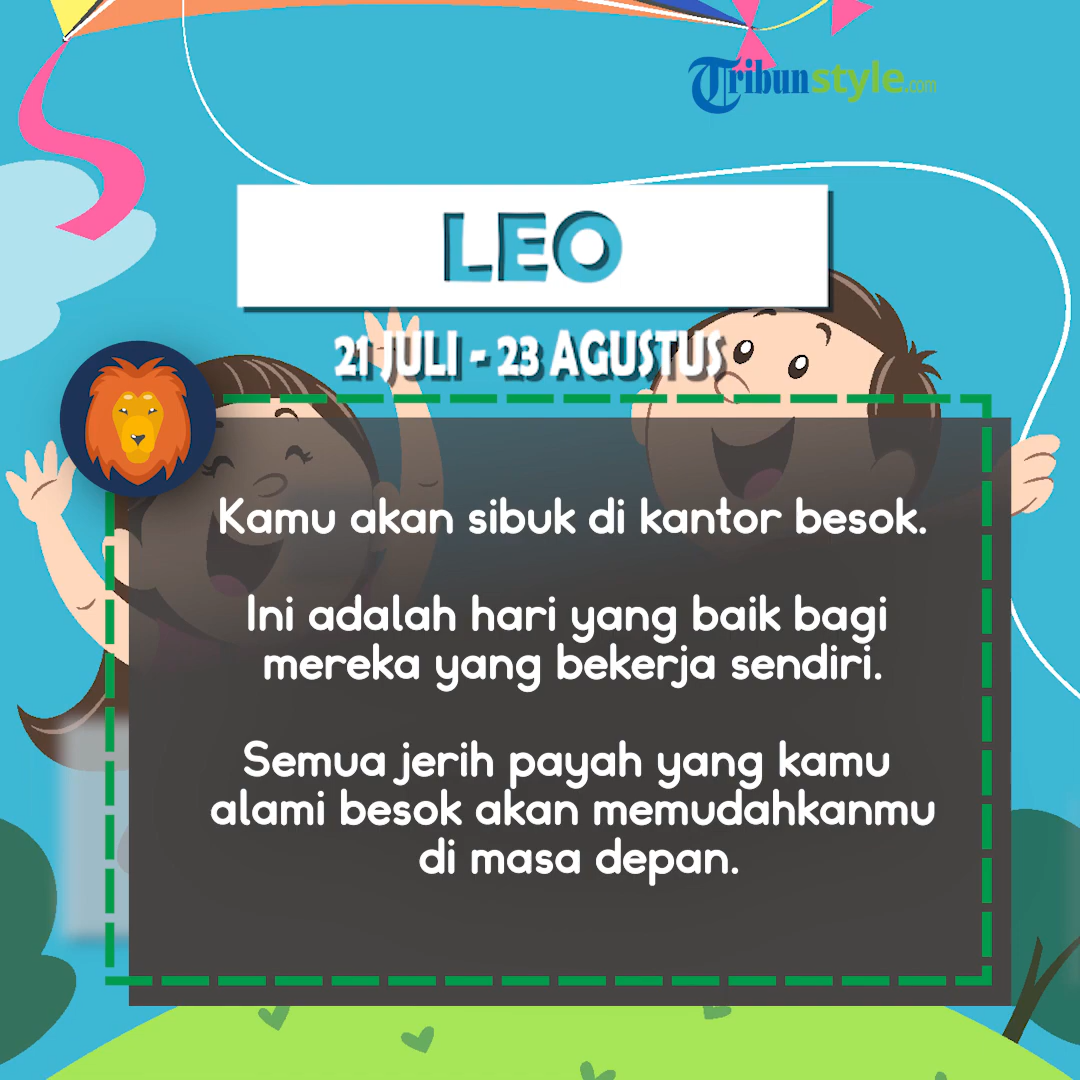 Tribunstyle.com
LEO
21 JULI - 23 AGUSTUS
Kamu akan sibuk di kantor besok.
Ini adalah hari yang baik bagi
mereka yang bekerja sendiri.
Semua jerih payah yang kamu
alami besok akan memudahkanmu
di masa depan.